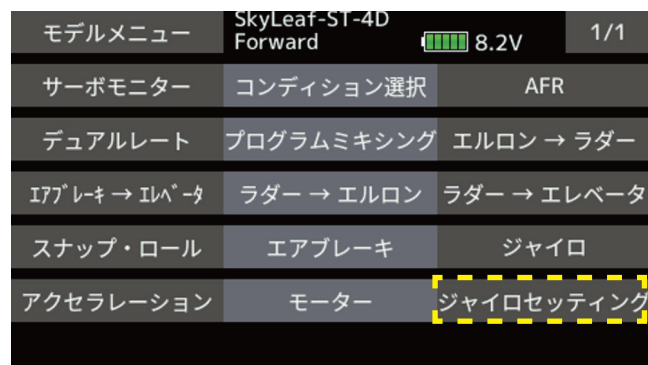 モデルメニュー
SkyLeaf-ST-4D
Forward
8.2V
1/1
サーボモニター
コンディション選択
AFR
デュアルレート
プログラムミキシング
エルロン → ラダー
ｴｱﾌﾞﾚｰｷ → ｴﾚﾍﾞｰﾀ
ラダー → エルロン
ラダー → エレベータ
スナップ・ロール
エアブレーキ
ジャイロ
アクセラレーション
モーター
ジャイロセッティング